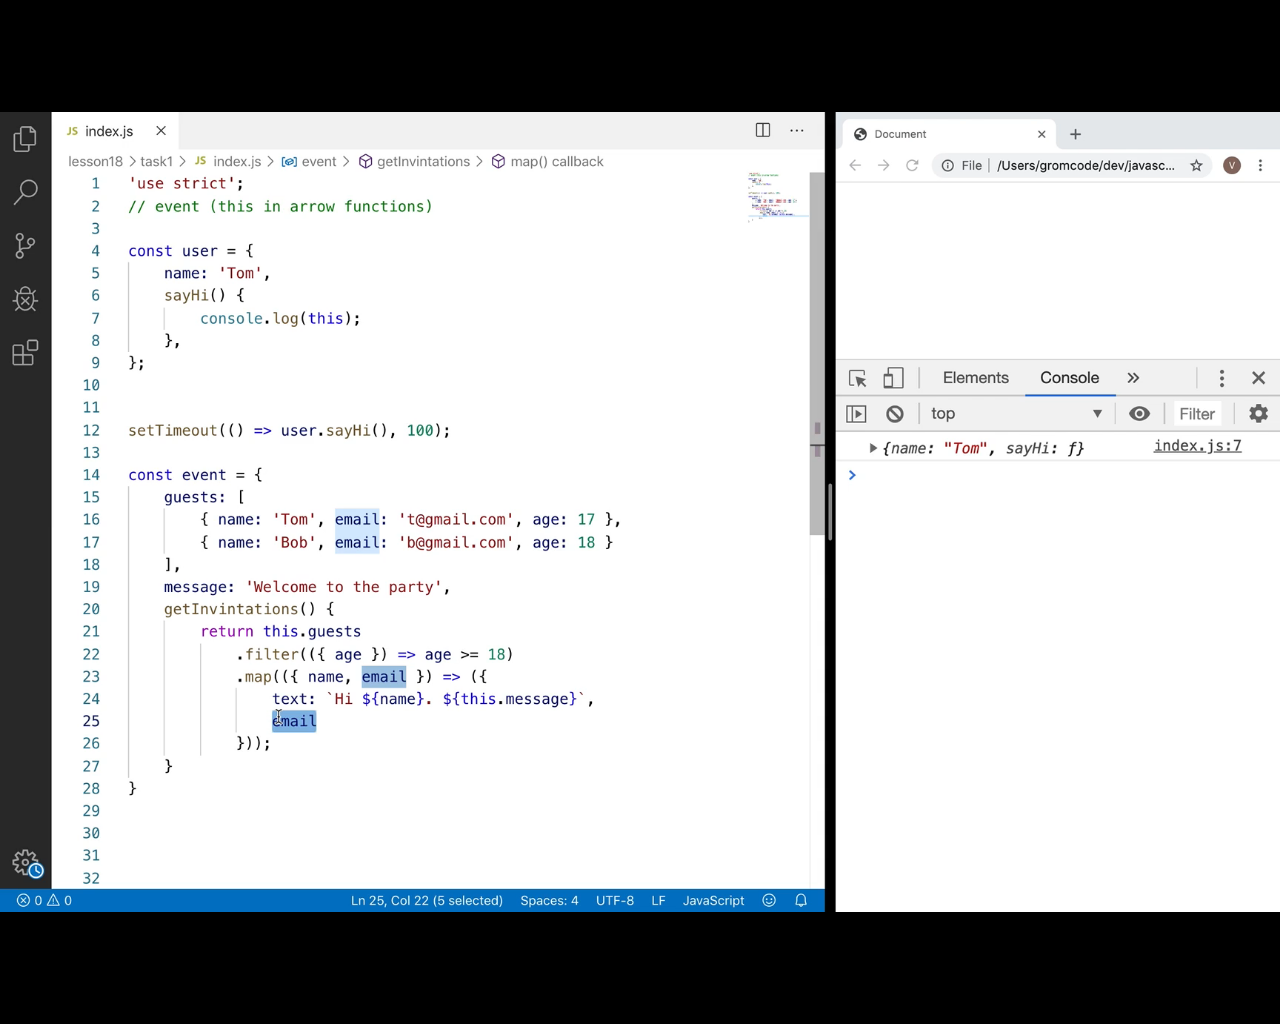 JS index.js
lesson18 > task1 > JS index.js > event > getInvintations > map() callback
1 'use strict';
2 // event (this in arrow functions)
3
4 const user = {
5 name: 'Tom',
6 sayHi() {
7 console.log(this);
8 },
9 };
10
11
12 setTimeout(() => user.sayHi(), 100);
13
14 const event = {
15 guests: [
16 { name: 'Tom', email: 't@gmail.com', age: 17 },
17 { name: 'Bob', email: 'b@gmail.com', age: 18 }
18 ],
19 message: 'Welcome to the party',
20 getInvintations() {
21 return this.guests
22 .filter(({ age }) => age >= 18)
23 .map(({ name, email }) => ({
24 text: `Hi ${name}. ${this.message}`,
25 email
26 }));
27 }
28 }
29
30
31
32
0 0 Ln 25, Col 22 (5 selected) Spaces: 4 UTF-8 LF JavaScript
Document
File | /Users/gromcode/dev/javasc... V
Elements Console »
top Filter
{name: "Tom", sayHi: ƒ} index.js:7